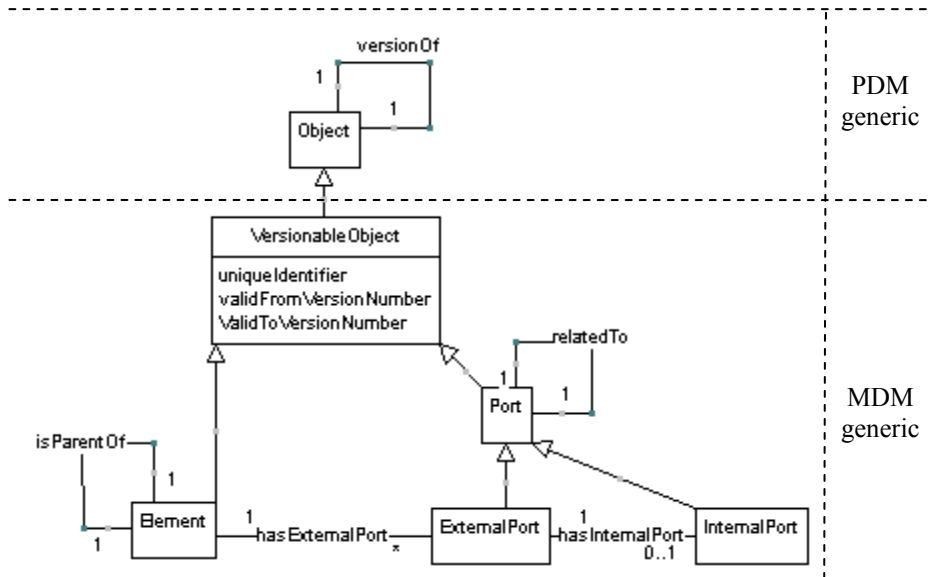 versionOf
1
1
Object
PDM
generic
VersionableObject
uniqueIdentifier
validFromVersionNumber
ValidToVersionNumber
relatedTo
1
1
Port
MDM
generic
isParentOf
1
1
Element
1
hasExternalPort
*
ExternalPort
1
hasInternalPort
0..1
InternalPort